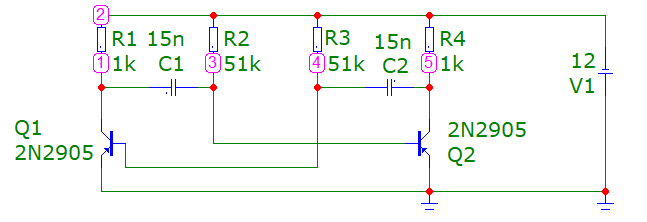 2
R1 15n R2 R3 15n R4
1 3 4 5
1k C1 51k 51k C2 1k
12
V1
Q1 2N2905
2N2905 Q2